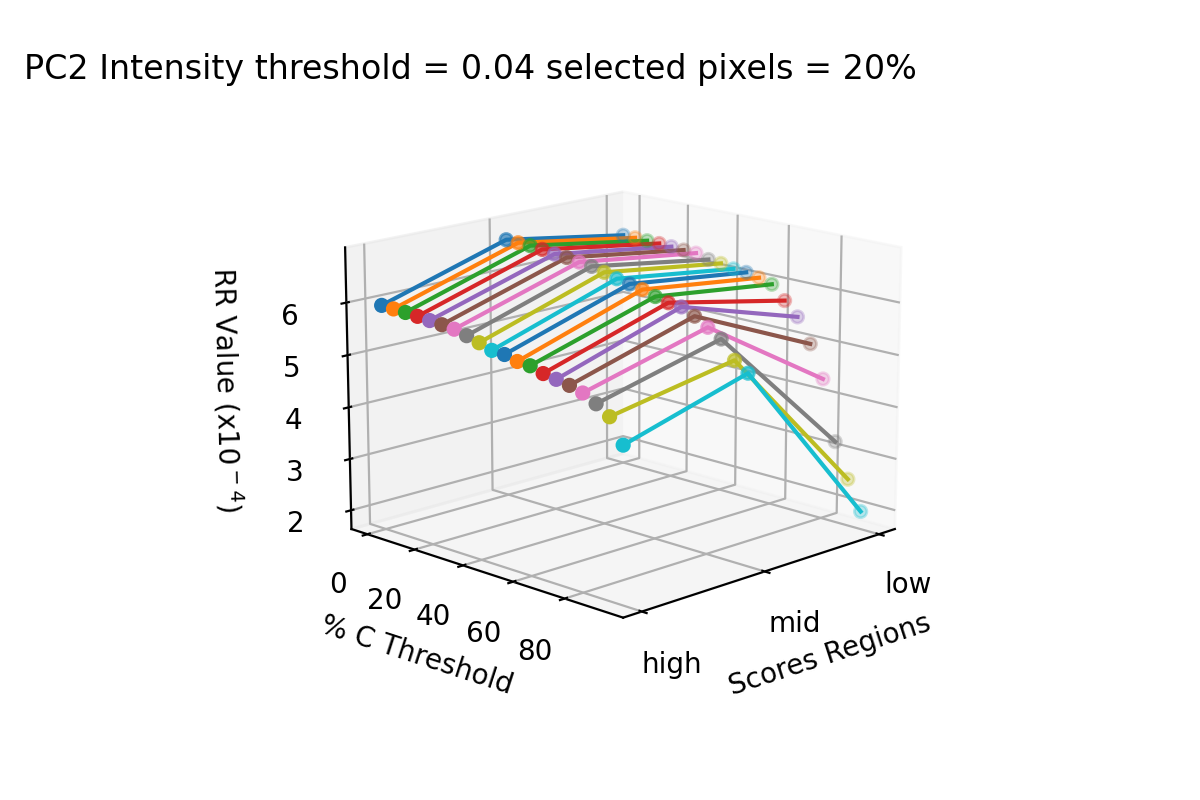 PC2 Intensity threshold = 0.04 selected pixels = 20%
RR Value (x10⁻⁴)
6
5
4
3
2
0
20
40
60
80
% C Threshold
high
mid
low
Scores Regions